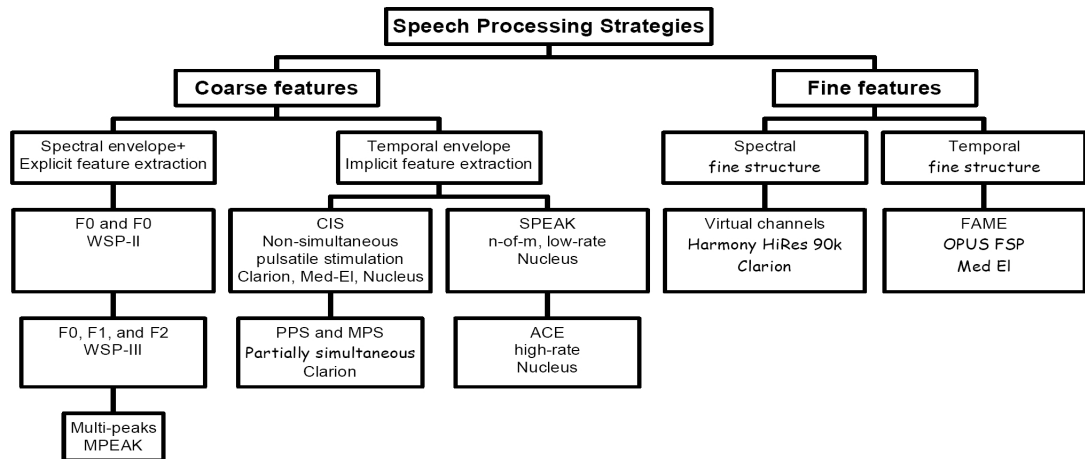 Speech Processing Strategies
Coarse features
Fine features
Spectral envelope+
Explicit feature extraction
Temporal envelope
Implicit feature extraction
Spectral
fine structure
Temporal
fine structure
F0 and F0
WSP-II
CIS
Non-simultaneous
pulsatile stimulation
Clarion, Med-El, Nucleus
SPEAK
n-of-m, low-rate
Nucleus
Virtual channels
Harmony HiRes 90k
Clarion
FAME
OPUS FSP
Med El
F0, F1, and F2
WSP-III
PPS and MPS
Partially simultaneous
Clarion
ACE
high-rate
Nucleus
Multi-peaks
MPEAK